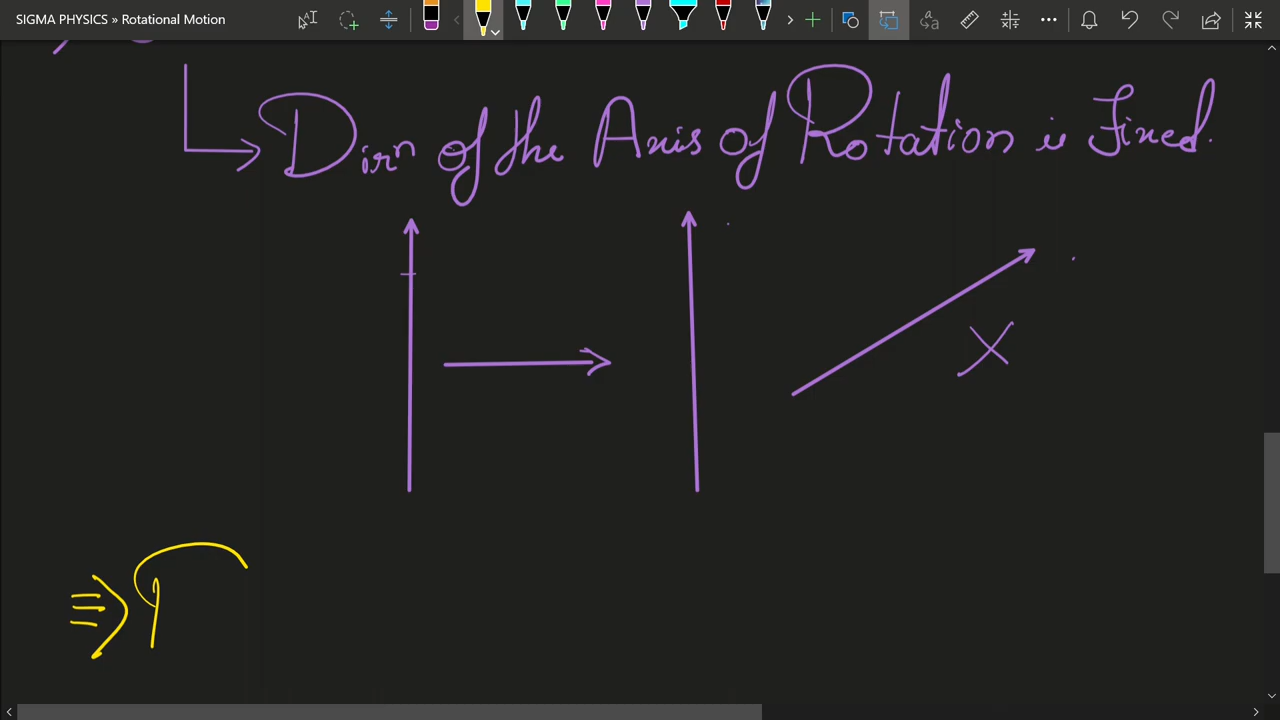 SIGMA PHYSICS » Rotational Motion
Dirⁿ of the Axis of Rotation is Fixed.